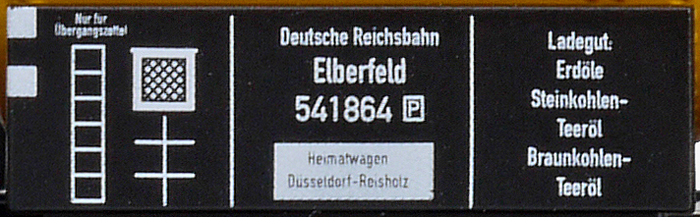 Nur für
Übergangszettel
Deutsche Reichsbahn
Elberfeld
541864 P
Heimatwagen
Düsseldorf-Reisholz
Ladegut:
Erdöle
Steinkohlen-
Teeröl
Braunkohlen-
Teeröl